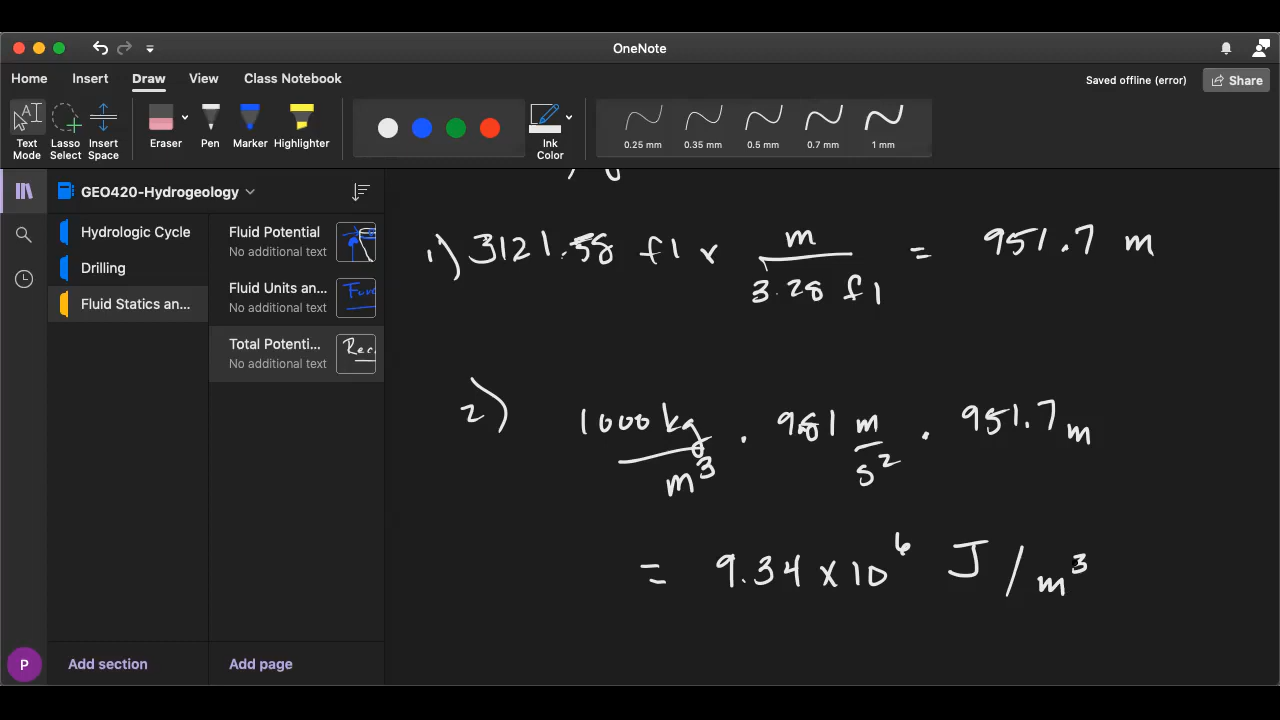 OneNote
Home Insert Draw View Class Notebook
Saved offline (error) Share
Text Mode
Lasso Select
Insert Space
Eraser
Pen
Marker
Highlighter
Ink Color
0.25 mm 0.35 mm 0.5 mm 0.7 mm 1 mm
GEO420-Hydrogeology
Hydrologic Cycle
Drilling
Fluid Statics an...
Fluid Potential
No additional text
Fluid Units an...
No additional text
Total Potenti...
No additional text
Rec
P
Add section
Add page
1) 3121.58 ft x m / 3.28 ft = 951.7 m
2) 1000 kg / m³ · 981 m / s² · 951.7 m
= 9.34 x 10⁶ J / m³